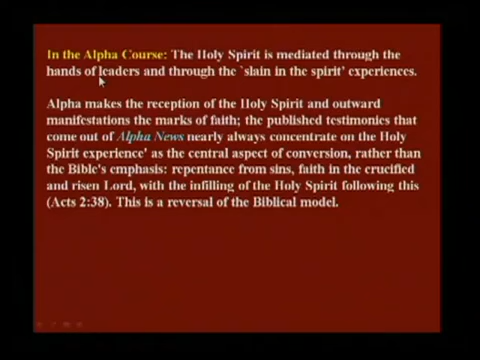 In the Alpha Course: The Holy Spirit is mediated through the
hands of leaders and through the `slain in the spirit' experiences.
Alpha makes the reception of the Holy Spirit and outward
manifestations the marks of faith; the published testimonies that
come out of Alpha News nearly always concentrate on the Holy
Spirit experience' as the central aspect of conversion, rather than
the Bible's emphasis: repentance from sins, faith in the crucified
and risen Lord, with the infilling of the Holy Spirit following this
(Acts 2:38). This is a reversal of the Biblical model.